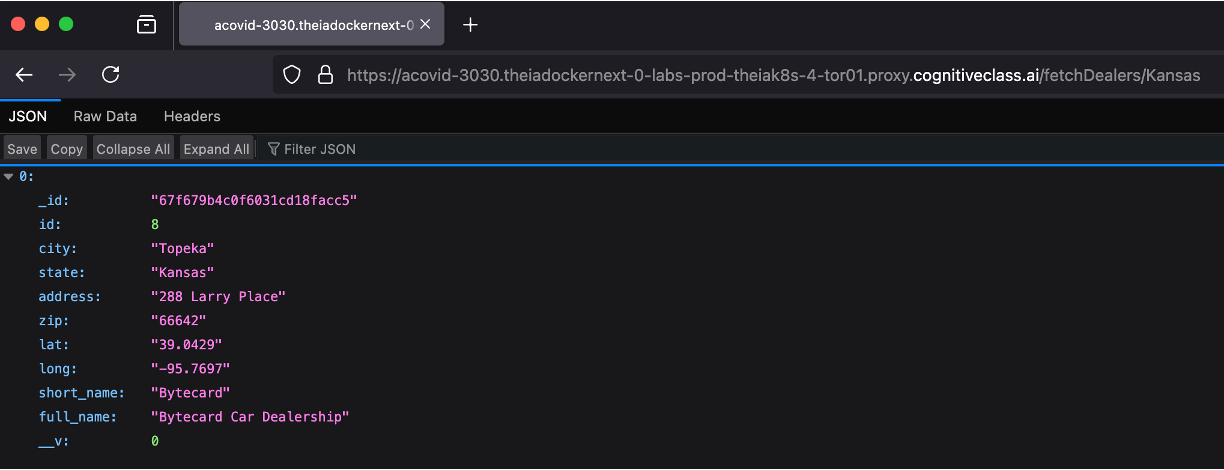 acovid-3030.theiadockernext-0
https://acovid-3030.theiadockernext-0-labs-prod-theiak8s-4-tor01.proxy.cognitiveclass.ai/fetchDealers/Kansas
JSON Raw Data Headers
Save Copy Collapse All Expand All Filter JSON
0:
_id: "67f679b4c0f6031cd18facc5"
id: 8
city: "Topeka"
state: "Kansas"
address: "288 Larry Place"
zip: "66642"
lat: "39.0429"
long: "-95.7697"
short_name: "Bytecard"
full_name: "Bytecard Car Dealership"
__v: 0